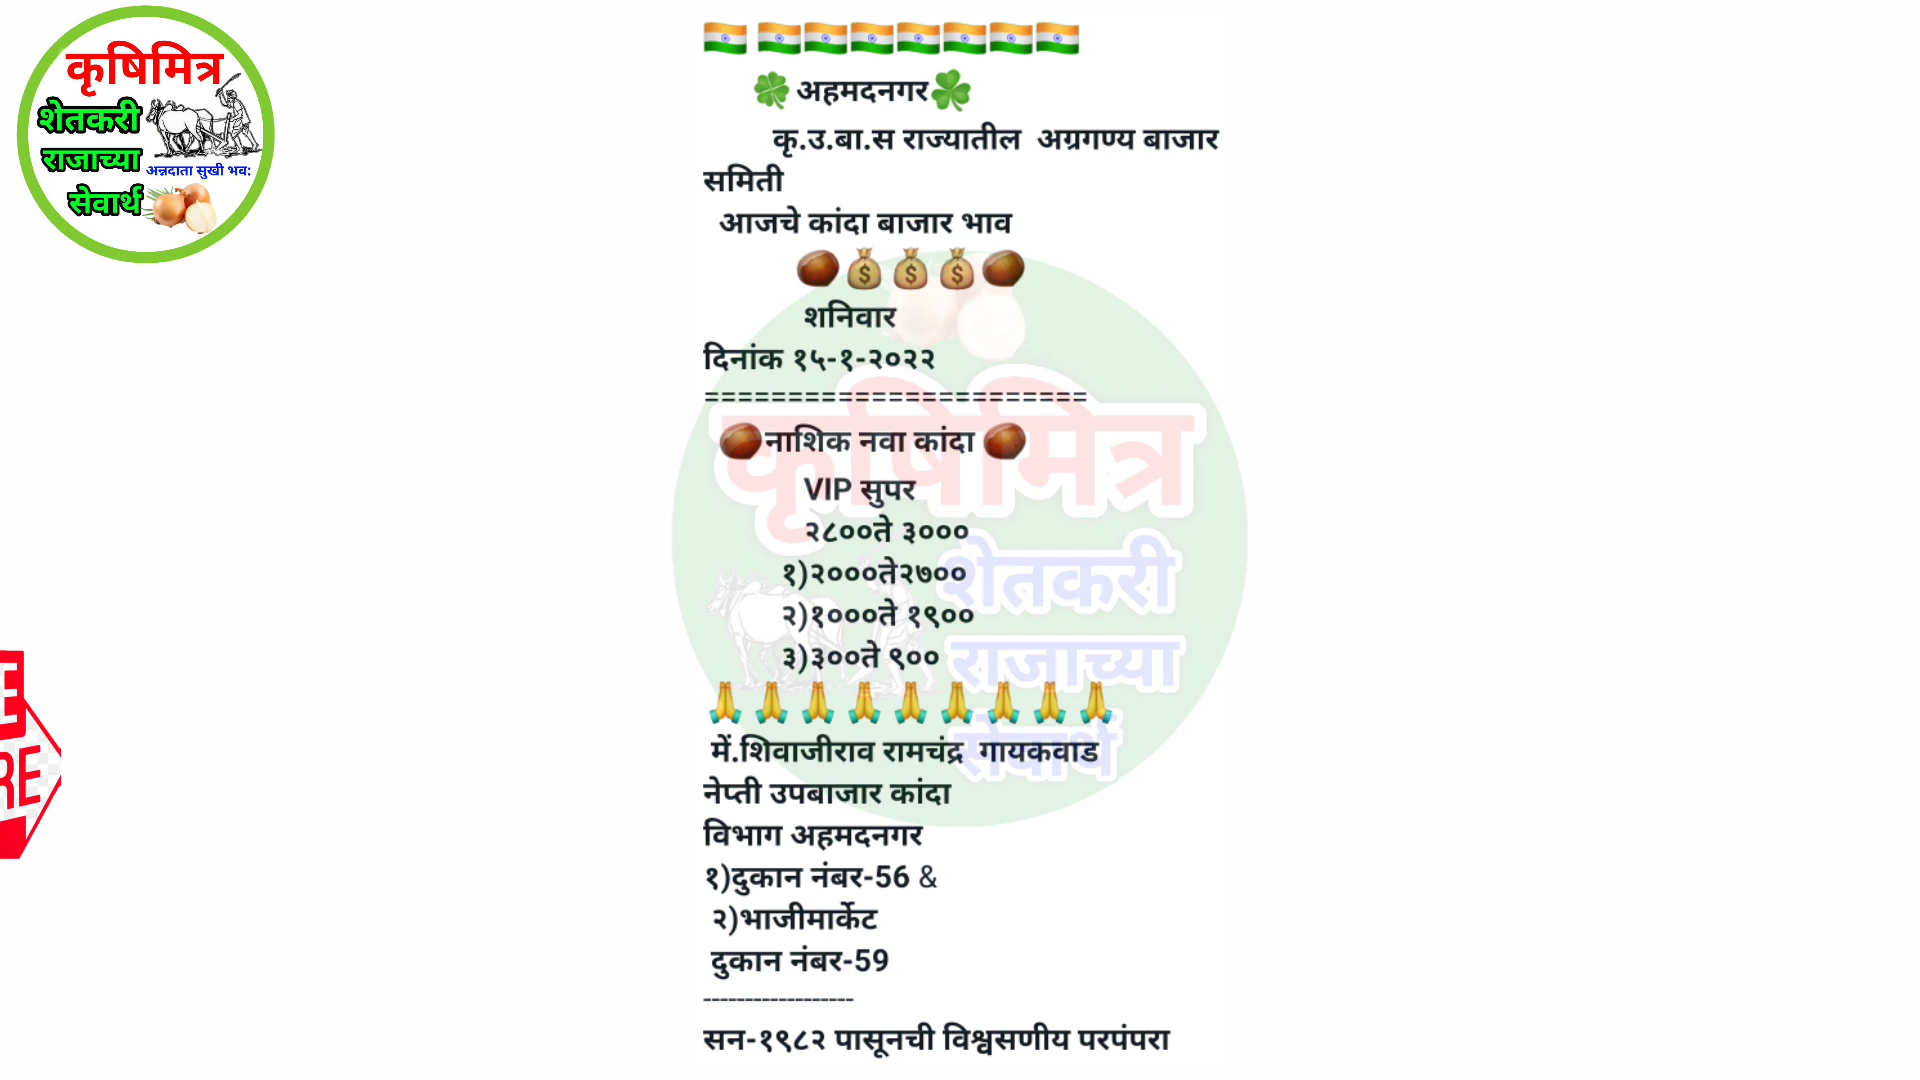 कृषिमित्र
शेतकरी
राजाच्या
सेवार्थ
अन्नदाता सुखी भव:
अहमदनगर
कृ.उ.बा.स राज्यातील अग्रगण्य बाजार
समिती
आजचे कांदा बाजार भाव
शनिवार
दिनांक १५-१-२०२२
=======================
नाशिक नवा कांदा
VIP सुपर
२८००ते ३०००
१)२०००ते२७००
२)१०००ते १९००
३)३००ते ९००
में.शिवाजीराव रामचंद्र गायकवाड
नेप्ती उपबाजार कांदा
विभाग अहमदनगर
१)दुकान नंबर-56 &
२)भाजीमार्केट
दुकान नंबर-59
------------------
सन-१९८२ पासूनची विश्वसणीय परपंपरा
कृषिमित्र
शेतकरी
राजाच्या
सेवार्थ
RE